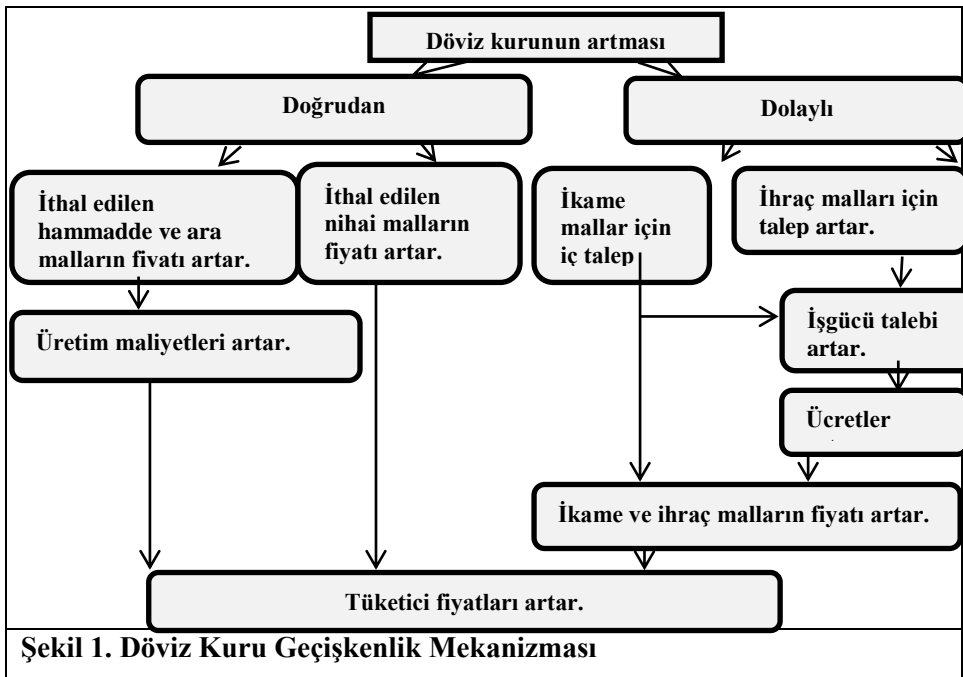 Döviz kurunun artması
Doğrudan
Dolaylı
İthal edilen
hammadde ve ara
malların fiyatı artar.
İthal edilen
nihai malların
fiyatı artar.
İkame
mallar için
iç talep
İhraç malları için
talep artar.
Üretim maliyetleri artar.
İşgücü talebi
artar.
Ücretler
İkame ve ihraç malların fiyatı artar.
Tüketici fiyatları artar.
Şekil 1. Döviz Kuru Geçişkenlik Mekanizması